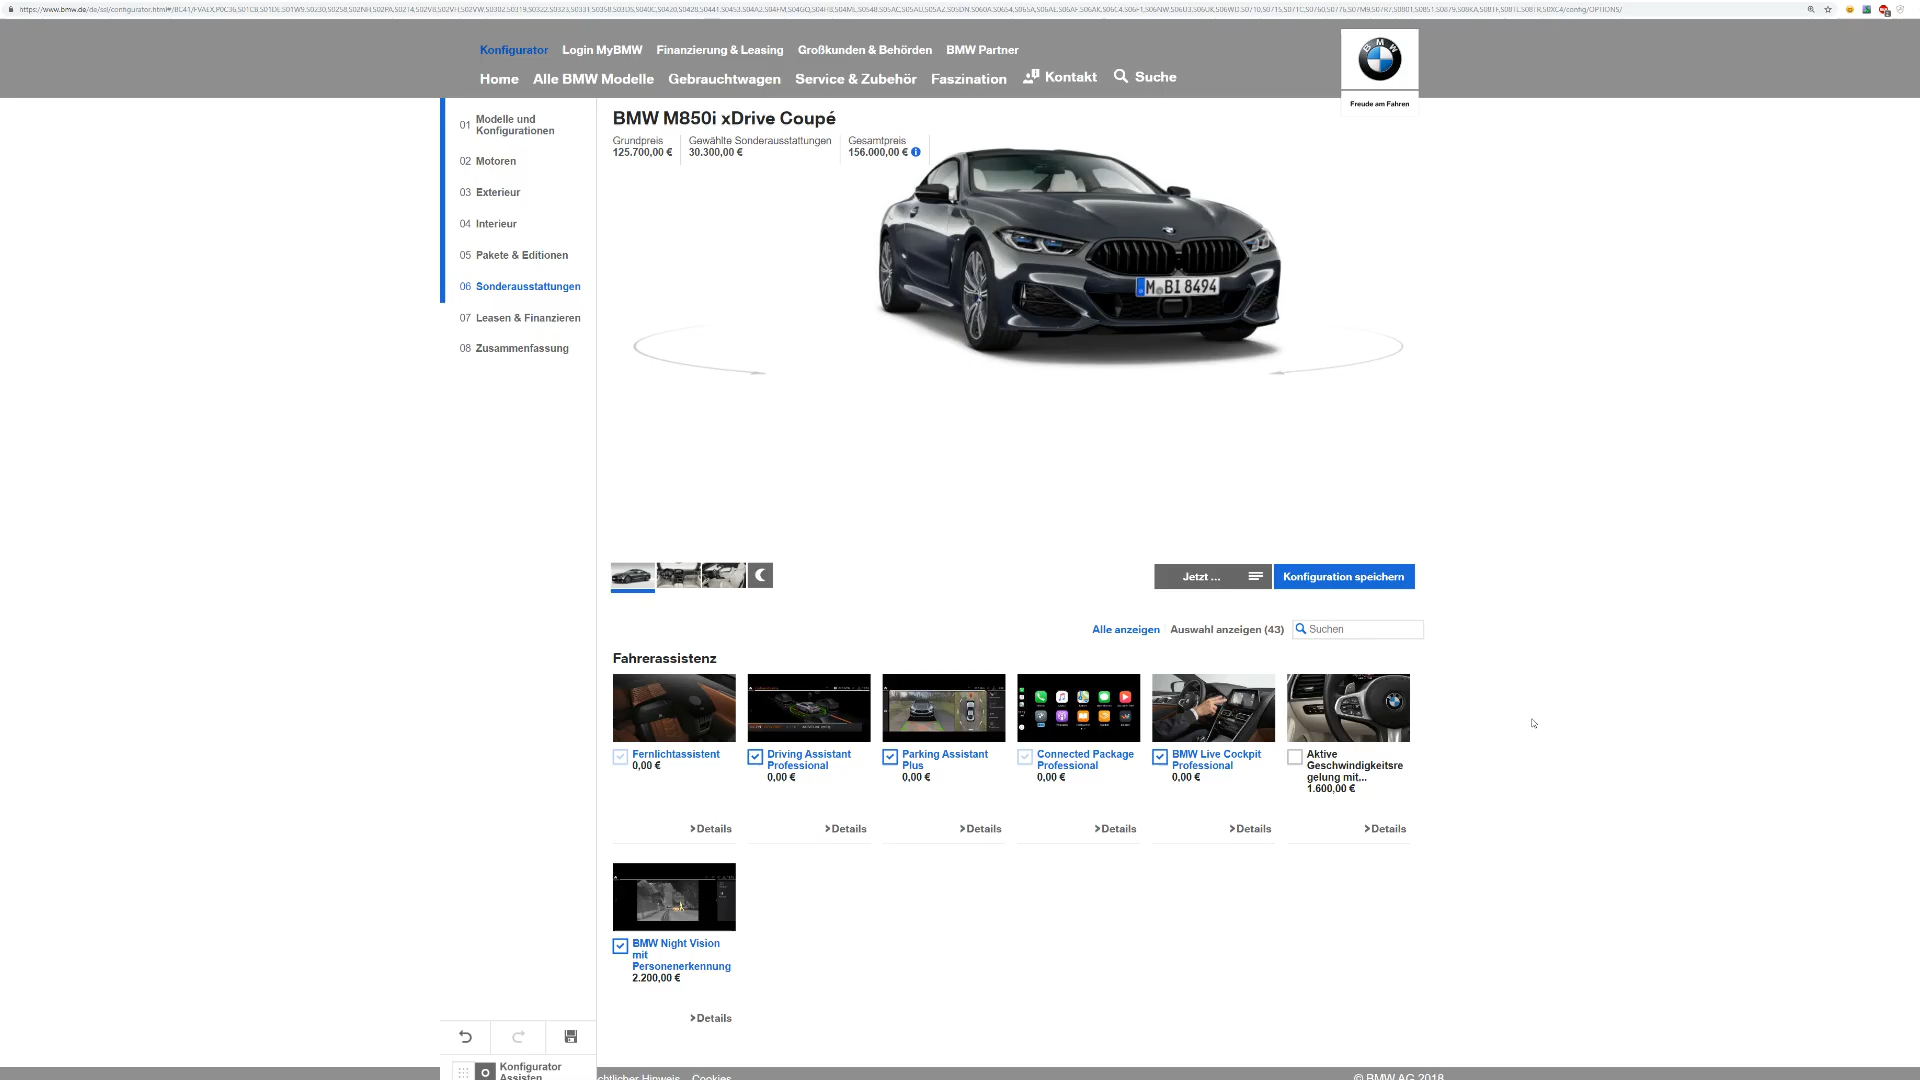 Konfigurator Login MyBMW Finanzierung & Leasing Großkunden & Behörden BMW Partner
Home Alle BMW Modelle Gebrauchtwagen Service & Zubehör Faszination Kontakt Suche
Freude am Fahren
01 Modelle und
Konfigurationen
02 Motoren
03 Exterieur
04 Interieur
05 Pakete & Editionen
06 Sonderausstattungen
07 Leasen & Finanzieren
08 Zusammenfassung
BMW M850i xDrive Coupé
Grundpreis Gewählte Sonderausstattungen Gesamtpreis
125.700,00 € 30.300,00 € 156.000,00 €
M BI 8494
Jetzt ... Konfiguration speichern
Alle anzeigen Auswahl anzeigen (43) Suchen
Fahrerassistenz
Fernlichtassistent
0,00 €
>Details
Driving Assistant
Professional
0,00 €
>Details
Parking Assistant
Plus
0,00 €
>Details
Connected Package
Professional
0,00 €
>Details
BMW Live Cockpit
Professional
0,00 €
>Details
Aktive
Geschwindigkeitsre
gelung mit...
1.600,00 €
>Details
BMW Night Vision
mit
Personenerkennung
2.200,00 €
>Details
Konfigurator
Assisten
chtlicher Hinweis Cookies
© BMW AG 2018